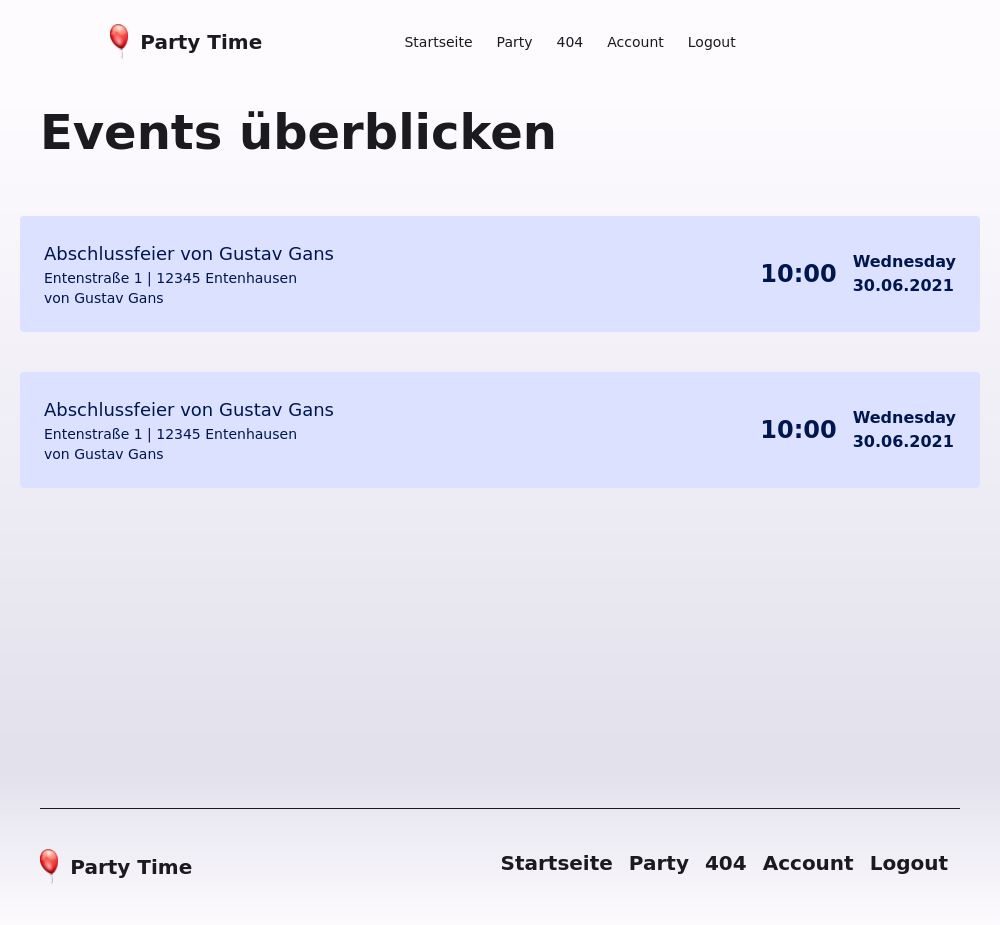 Party Time
Startseite Party 404 Account Logout
Events überblicken
Abschlussfeier von Gustav Gans
Entenstraße 1 | 12345 Entenhausen
von Gustav Gans
10:00
Wednesday
30.06.2021
Abschlussfeier von Gustav Gans
Entenstraße 1 | 12345 Entenhausen
von Gustav Gans
10:00
Wednesday
30.06.2021
Party Time
Startseite Party 404 Account Logout